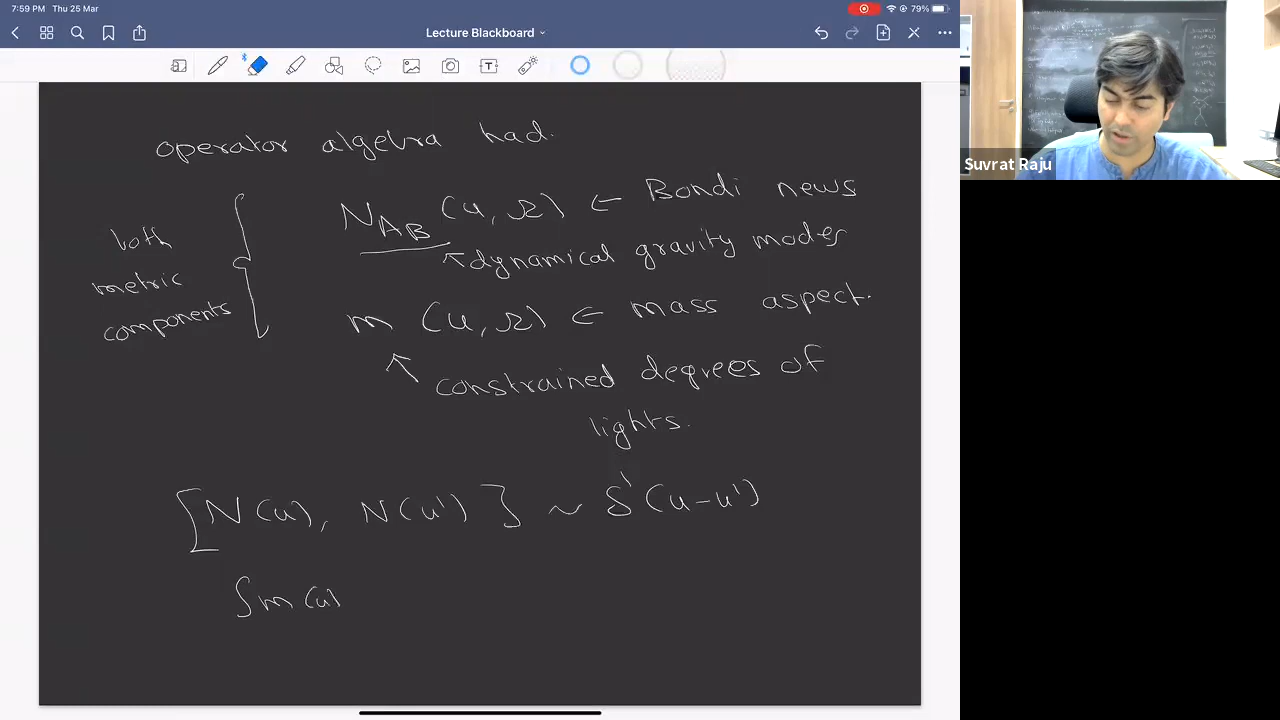 7:59 PM Thu 25 Mar
79%
Lecture Blackboard
Suvrat Raju
operator algebra had.
both metric components
N_AB (u, Ω) ← Bondi news
↖ dynamical gravity modes
m (u, Ω) ← mass aspect.
↖ constrained degrees of
lights.
[N(u), N(u')] ~ δ'(u-u')
∫m(u)